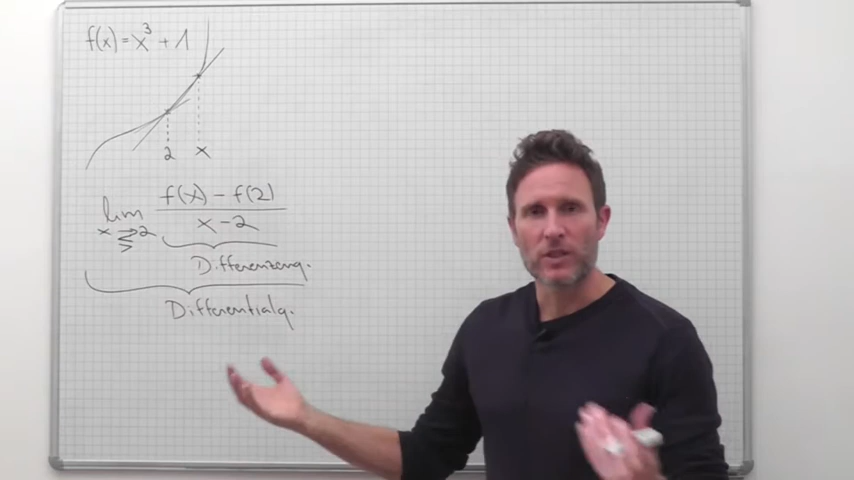 f(x) = x³ + 1
2 x
lim f(x) - f(2)
x → 2 x - 2
< 
>
Differenzenq.
Differentialq.